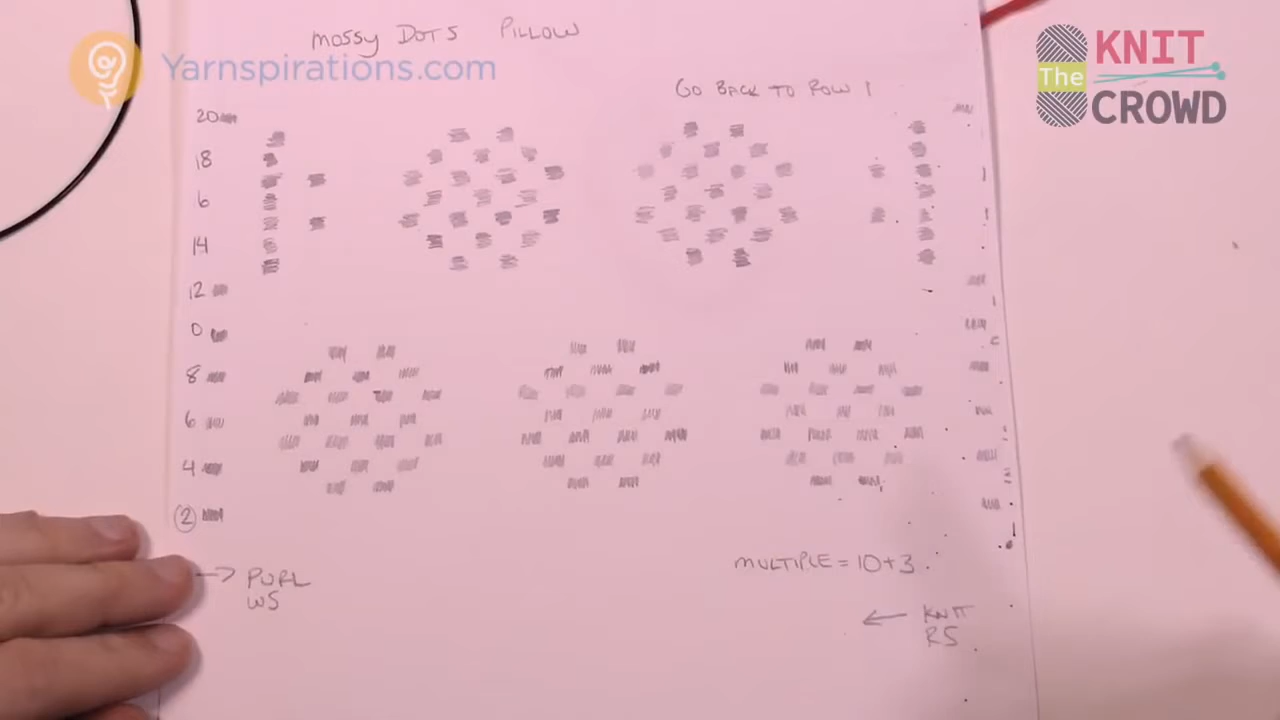 MOSSY DOTS PILLOW
Yarnspirations.com
KNIT
The
CROWD
GO BACK TO ROW 1
20
18
6
14
12
0
8
6
4
2
MULTIPLE = 10+3
→ PURL
WS
← KNIT
RS